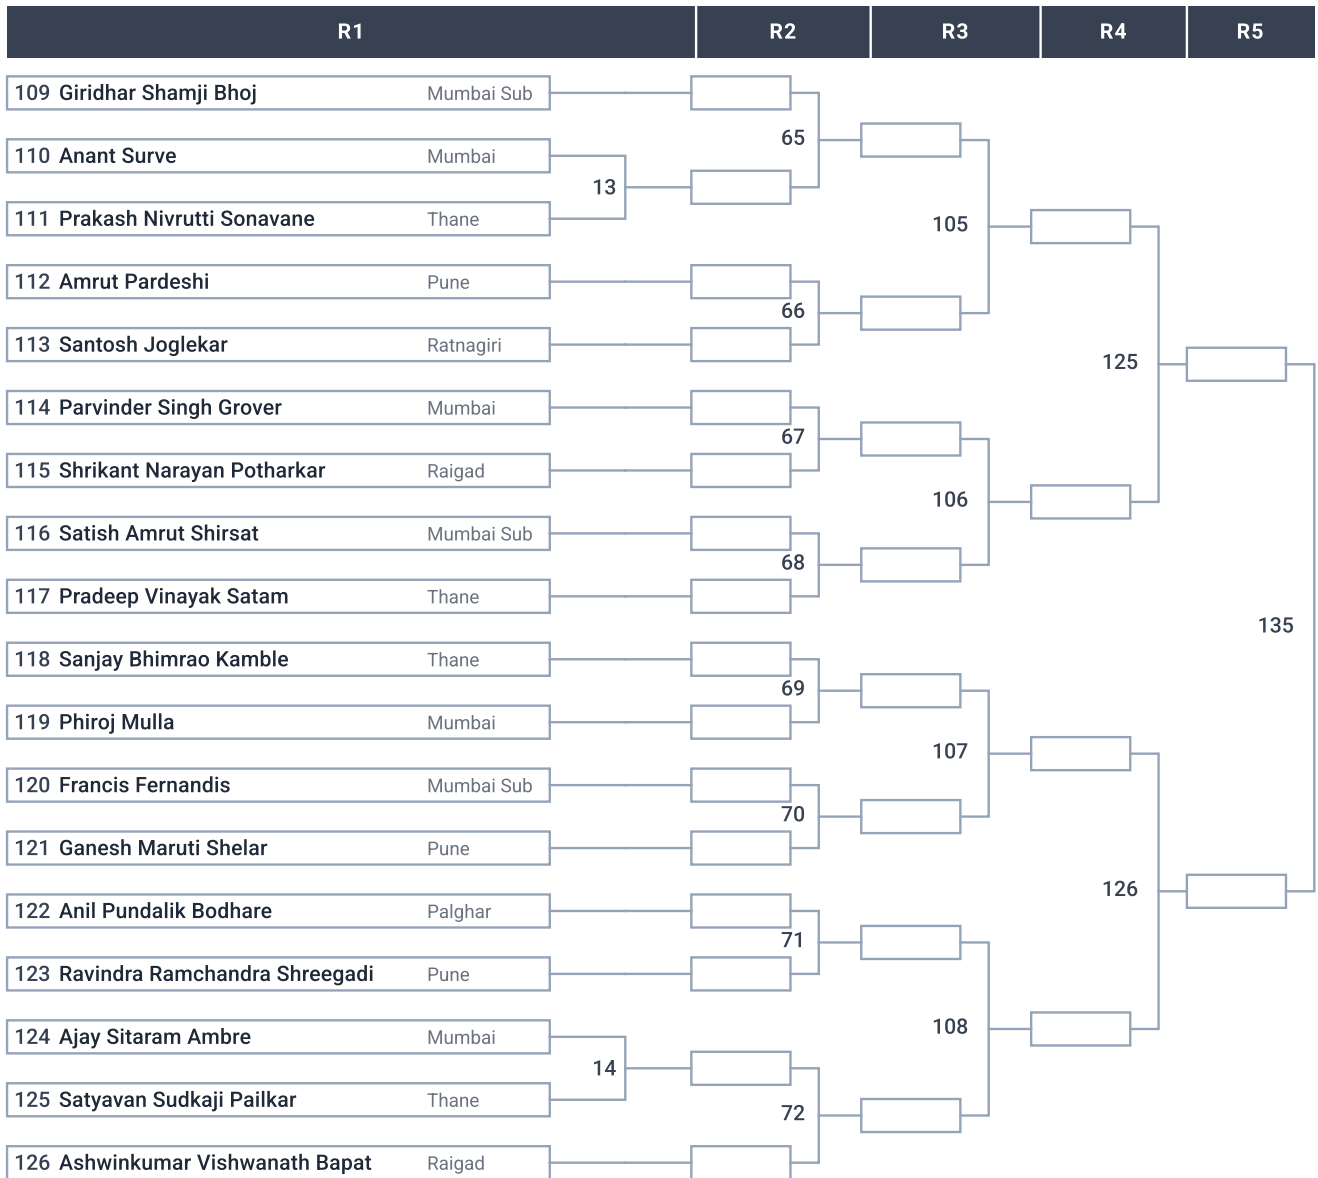 R1 R2 R3 R4 R5
109 Giridhar Shamji Bhoj Mumbai Sub
65
110 Anant Surve Mumbai
13
111 Prakash Nivrutti Sonavane Thane
105
112 Amrut Pardeshi Pune
66
113 Santosh Joglekar Ratnagiri
125
114 Parvinder Singh Grover Mumbai
67
115 Shrikant Narayan Potharkar Raigad
106
116 Satish Amrut Shirsat Mumbai Sub
68
117 Pradeep Vinayak Satam Thane
135
118 Sanjay Bhimrao Kamble Thane
69
119 Phiroj Mulla Mumbai
107
120 Francis Fernandis Mumbai Sub
70
121 Ganesh Maruti Shelar Pune
126
122 Anil Pundalik Bodhare Palghar
71
123 Ravindra Ramchandra Shreegadi Pune
108
124 Ajay Sitaram Ambre Mumbai
14
125 Satyavan Sudkaji Pailkar Thane
72
126 Ashwinkumar Vishwanath Bapat Raigad